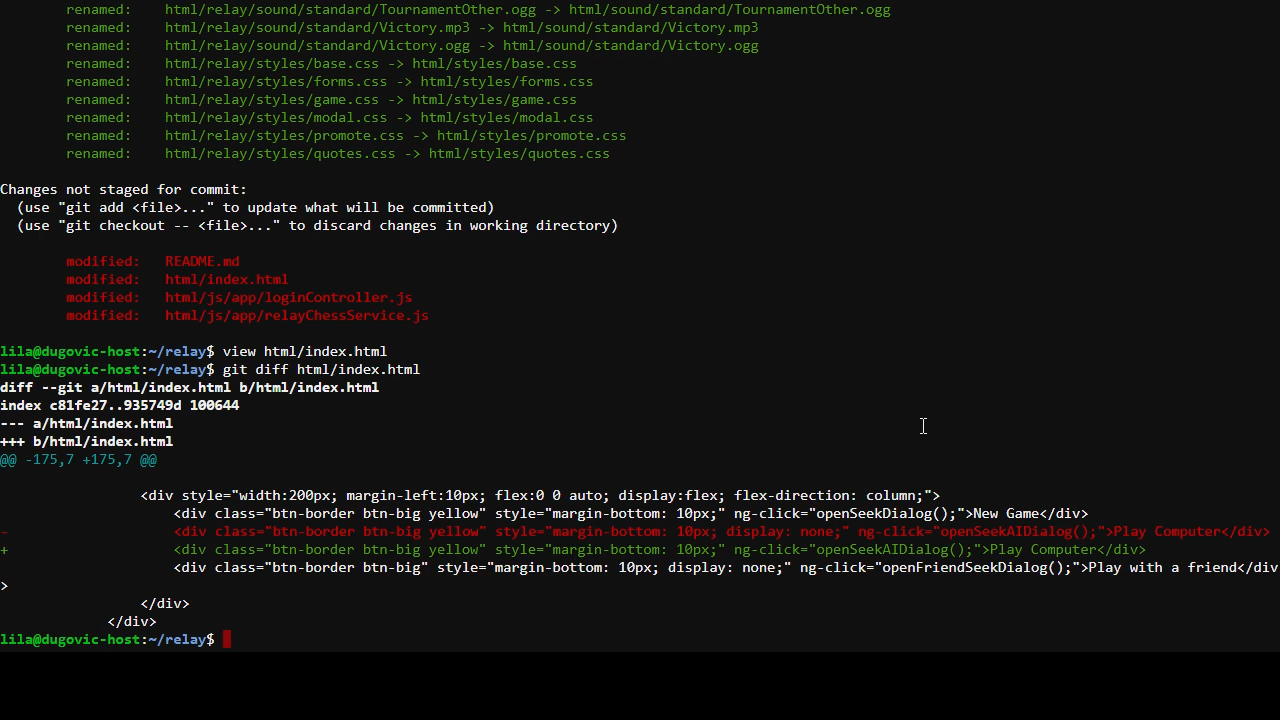 renamed:    html/relay/sound/standard/TournamentOther.ogg -> html/sound/standard/TournamentOther.ogg
renamed:    html/relay/sound/standard/Victory.mp3 -> html/sound/standard/Victory.mp3
renamed:    html/relay/sound/standard/Victory.ogg -> html/sound/standard/Victory.ogg
renamed:    html/relay/styles/base.css -> html/styles/base.css
renamed:    html/relay/styles/forms.css -> html/styles/forms.css
renamed:    html/relay/styles/game.css -> html/styles/game.css
renamed:    html/relay/styles/modal.css -> html/styles/modal.css
renamed:    html/relay/styles/promote.css -> html/styles/promote.css
renamed:    html/relay/styles/quotes.css -> html/styles/quotes.css
Changes not staged for commit:
(use "git add <file>..." to update what will be committed)
(use "git checkout -- <file>..." to discard changes in working directory)
modified:   README.md
modified:   html/index.html
modified:   html/js/app/loginController.js
modified:   html/js/app/relayChessService.js
lila@dugovic-host:~/relay$ view html/index.html
lila@dugovic-host:~/relay$ git diff html/index.html
diff --git a/html/index.html b/html/index.html
index c81fe27..935749d 100644
--- a/html/index.html
+++ b/html/index.html
@@ -175,7 +175,7 @@
<div style="width:200px; margin-left:10px; flex:0 0 auto; display:flex; flex-direction: column;">
<div class="btn-border btn-big yellow" style="margin-bottom: 10px;" ng-click="openSeekDialog();">New Game</div>
-                    <div class="btn-border btn-big yellow" style="margin-bottom: 10px; display: none;" ng-click="openSeekAIDialog();">Play Computer</div>
+                    <div class="btn-border btn-big yellow" style="margin-bottom: 10px;" ng-click="openSeekAIDialog();">Play Computer</div>
<div class="btn-border btn-big" style="margin-bottom: 10px; display: none;" ng-click="openFriendSeekDialog();">Play with a friend</div
>
</div>
</div>
lila@dugovic-host:~/relay$